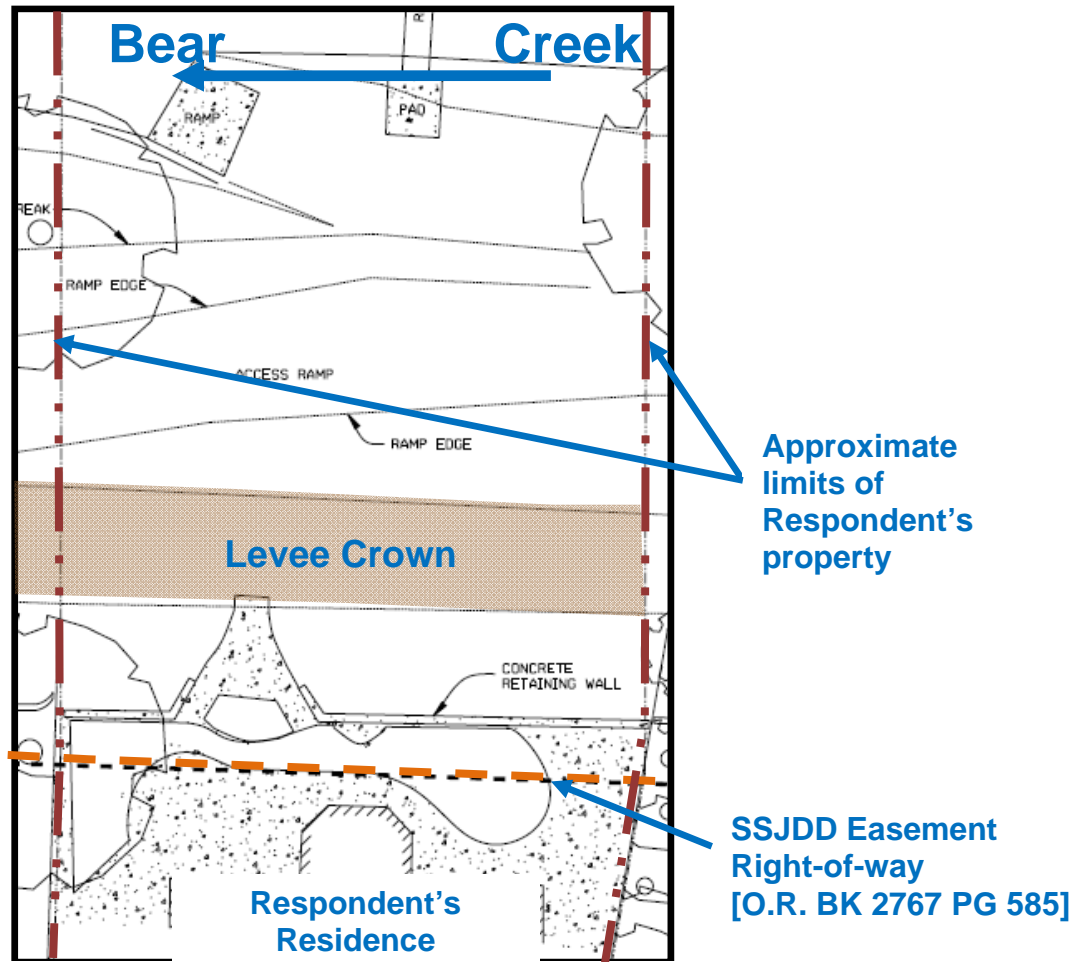 R
Bear Creek
RAMP
PAD
REAK
RAMP EDGE
ACCESS RAMP
RAMP EDGE
Approximate
limits of
Respondent's
property
Levee Crown
CONCRETE
RETAINING WALL
SSJDD Easement
Right-of-way
[O.R. BK 2767 PG 585]
Respondent's
Residence